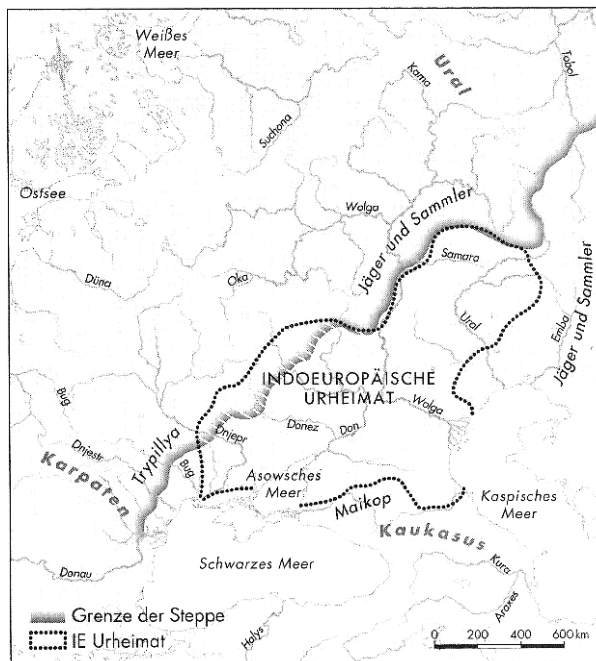 Weißes
Meer
Ural
Kama
Tobol
Suchona
Ostsee
Wolga
Jäger und Sammler
Samara
Düna
Oka
Ural
Emba
Jäger und Sammler
INDOEUROPÄISCHE
URHEIMAT
Wolga
Bug
Dnjestr
Trypillya
Dnjepr
Donez
Don
Bug
Karpaten
Asowsches
Meer
Maikop
Kaspisches
Meer
Kaukasus
Schwarzes Meer
Kura
Donau
Araxes
Halys
Grenze der Steppe
IE Urheimat
0 200 400 600 km